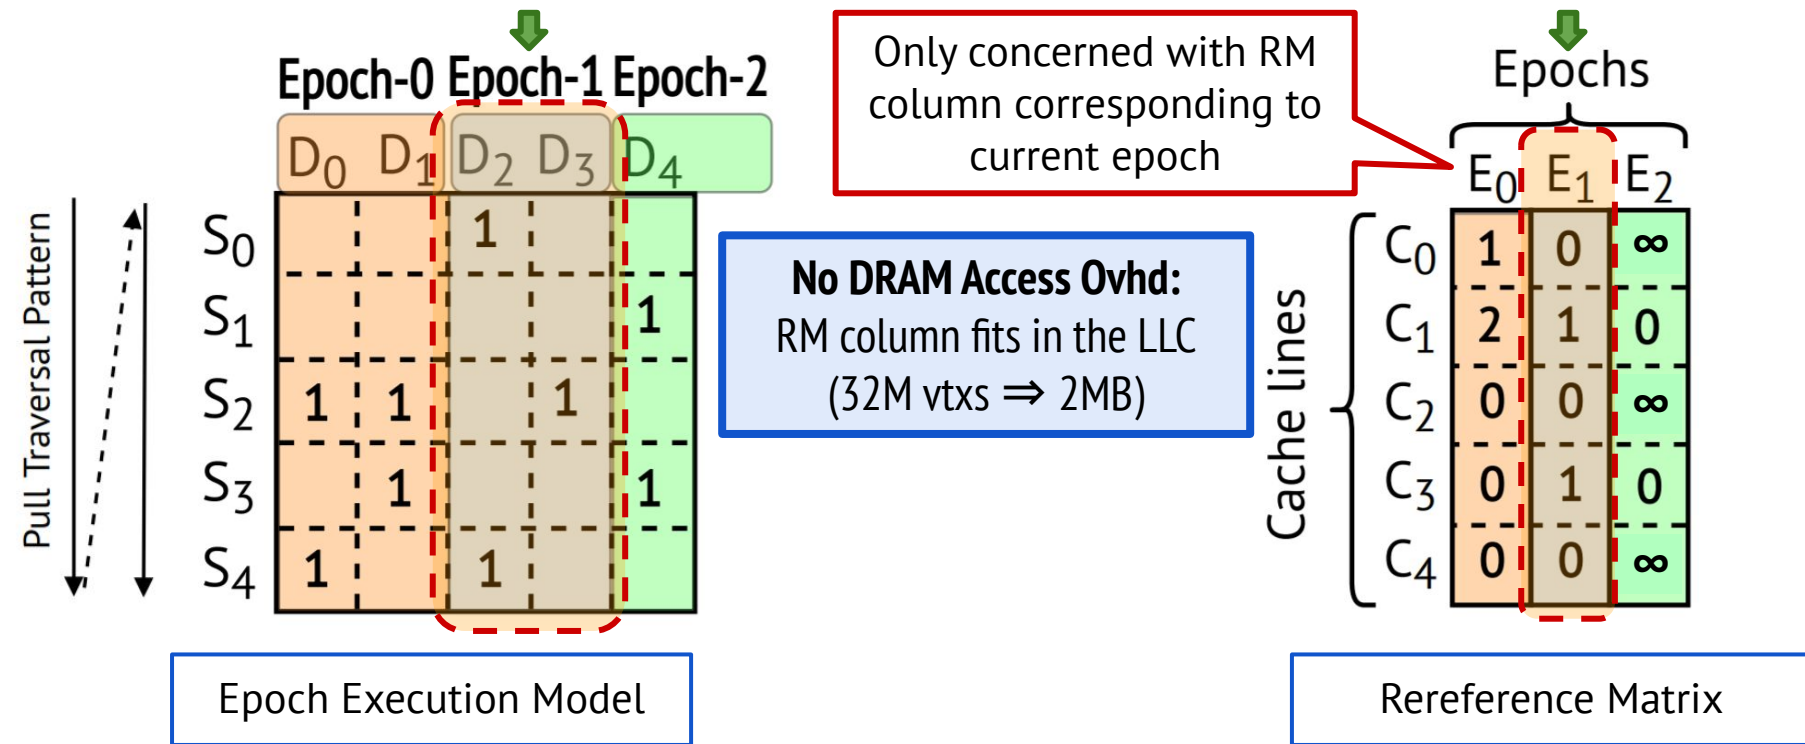 Epoch-0 Epoch-1 Epoch-2
D0 D1 D2 D3 D4
Pull Traversal Pattern
S0 1
S1 1
S2 1 1 1
S3 1 1
S4 1 1
Epoch Execution Model
Only concerned with RM
column corresponding to
current epoch
No DRAM Access Ovhd:
RM column fits in the LLC
(32M vtxs ⇒ 2MB)
Epochs
E0 E1 E2
Cache lines
C0 1 0 ∞
C1 2 1 0
C2 0 0 ∞
C3 0 1 0
C4 0 0 ∞
Rereference Matrix